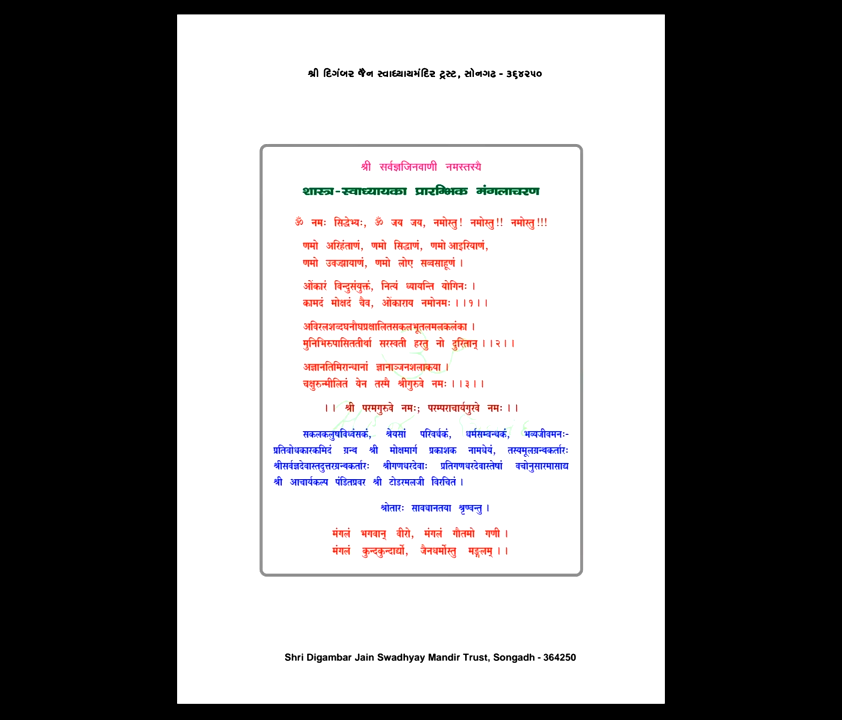 શ્રી દિગંબર જૈન સ્વાધ્યાયમંદિર ટ્રસ્ટ, સોનગઢ - ૩૬૪૨૫૦
श्री सर्वज्ञजिनवाणी नमस्तस्यै
शास्त्र-स्वाध्यायका प्रारम्भिक मंगलाचरण
ॐ नमः सिद्धेभ्यः, ॐ जय जय, नमोस्तु! नमोस्तु!! नमोस्तु!!!
णमो अरिहंताणं, णमो सिद्धाणं, णमो आइरियाणं,
णमो उवज्झायाणं, णमो लोए सव्वसाहूणं ।
ओंकारं विन्दुसंयुक्तं, नित्यं ध्यायन्ति योगिनः ।
कामदं मोक्षदं चैव, ओंकाराय नमोनमः ।।१।।
अविरलशब्दघनौघप्रक्षालितसकलभूतलमलकलंका ।
मुनिभिरुपासिततीर्था सरस्वती हरतु नो दुरितान् ।।२।।
अज्ञानतिमिरान्धानां ज्ञानाञ्जनशलाकया ।
चक्षुरुन्मीलितं येन तस्मै श्रीगुरुवे नमः ।।३।।
।। श्री परमगुरुवे नमः; परम्पराचार्यगुरवे नमः ।।
सकलकलुषविध्वंसकं, श्रेयसां परिवर्धकं, धर्मसम्बन्धकं, भव्यजीवमनः-
प्रतिबोधकारकमिदं ग्रन्थ श्री मोक्षमार्ग प्रकाशक नामधेयं, तस्यमूलग्रन्थकर्तारः
श्रीसर्वज्ञदेवास्तदुत्तरग्रन्थकर्तारः श्रीगणधरदेवाः प्रतिगणधरदेवास्तेषां वचोनुसारमासाद्य
श्री आचार्यकल्प पंडितप्रवर श्री टोडरमलजी विरचितं ।
श्रोतारः सावधानतया श्रृण्वन्तु ।
मंगलं भगवान् वीरो, मंगलं गौतमो गणी ।
मंगलं कुन्दकुन्दार्द्यो, जैनधर्मोस्तु मङ्गलम् ।।
Shri Digambar Jain Swadhyay Mandir Trust, Songadh - 364250